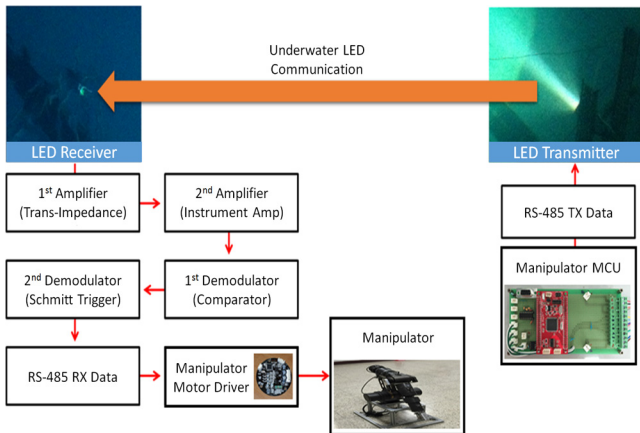 Underwater LED
Communication
LED Receiver
LED Transmitter
1st Amplifier
(Trans-Impedance)
2nd Amplifier
(Instrument Amp)
RS-485 TX Data
2nd Demodulator
(Schmitt Trigger)
1st Demodulator
(Comparator)
Manipulator MCU
RS-485 RX Data
Manipulator
Motor Driver
Manipulator